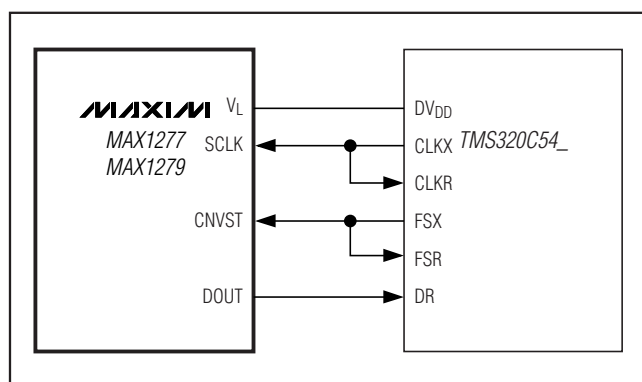 MAXIM
MAX1277
MAX1279
VL
SCLK
CNVST
DOUT
DVDD
CLKX
CLKR
FSX
FSR
DR
TMS320C54_